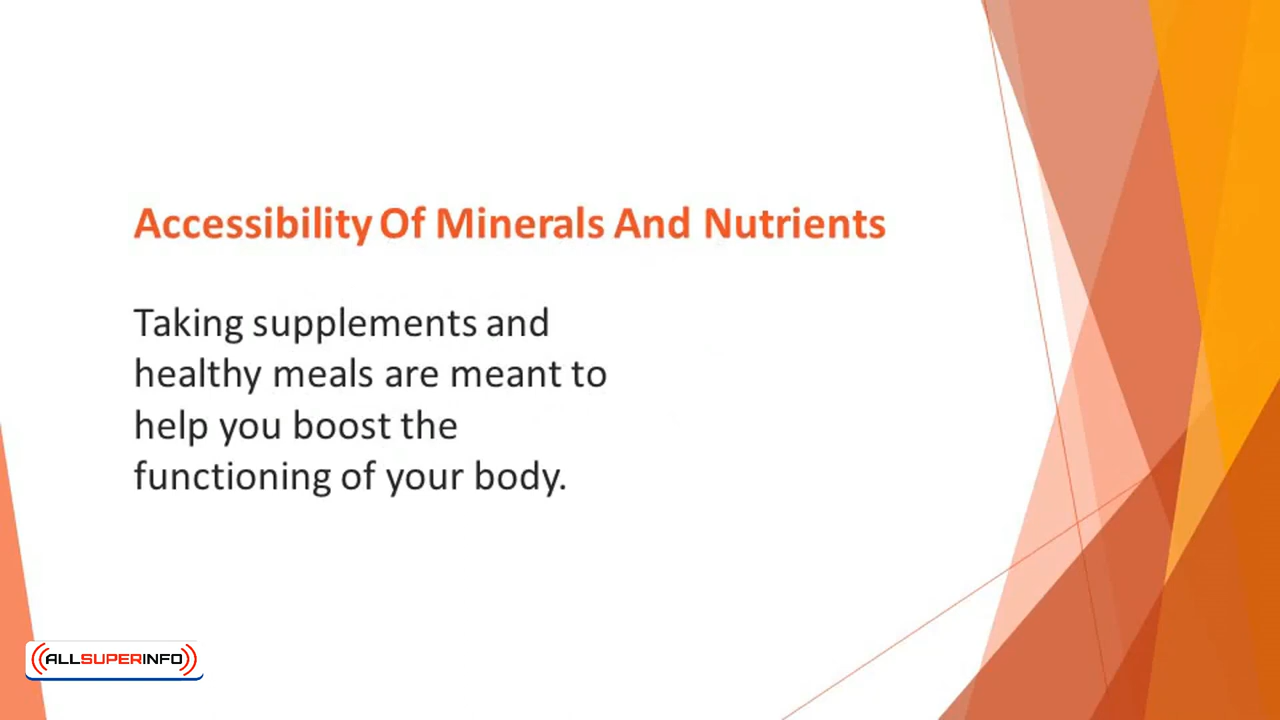 Accessibility Of Minerals And Nutrients
Taking supplements and
healthy meals are meant to
help you boost the
functioning of your body.
ALLSUPERINFO